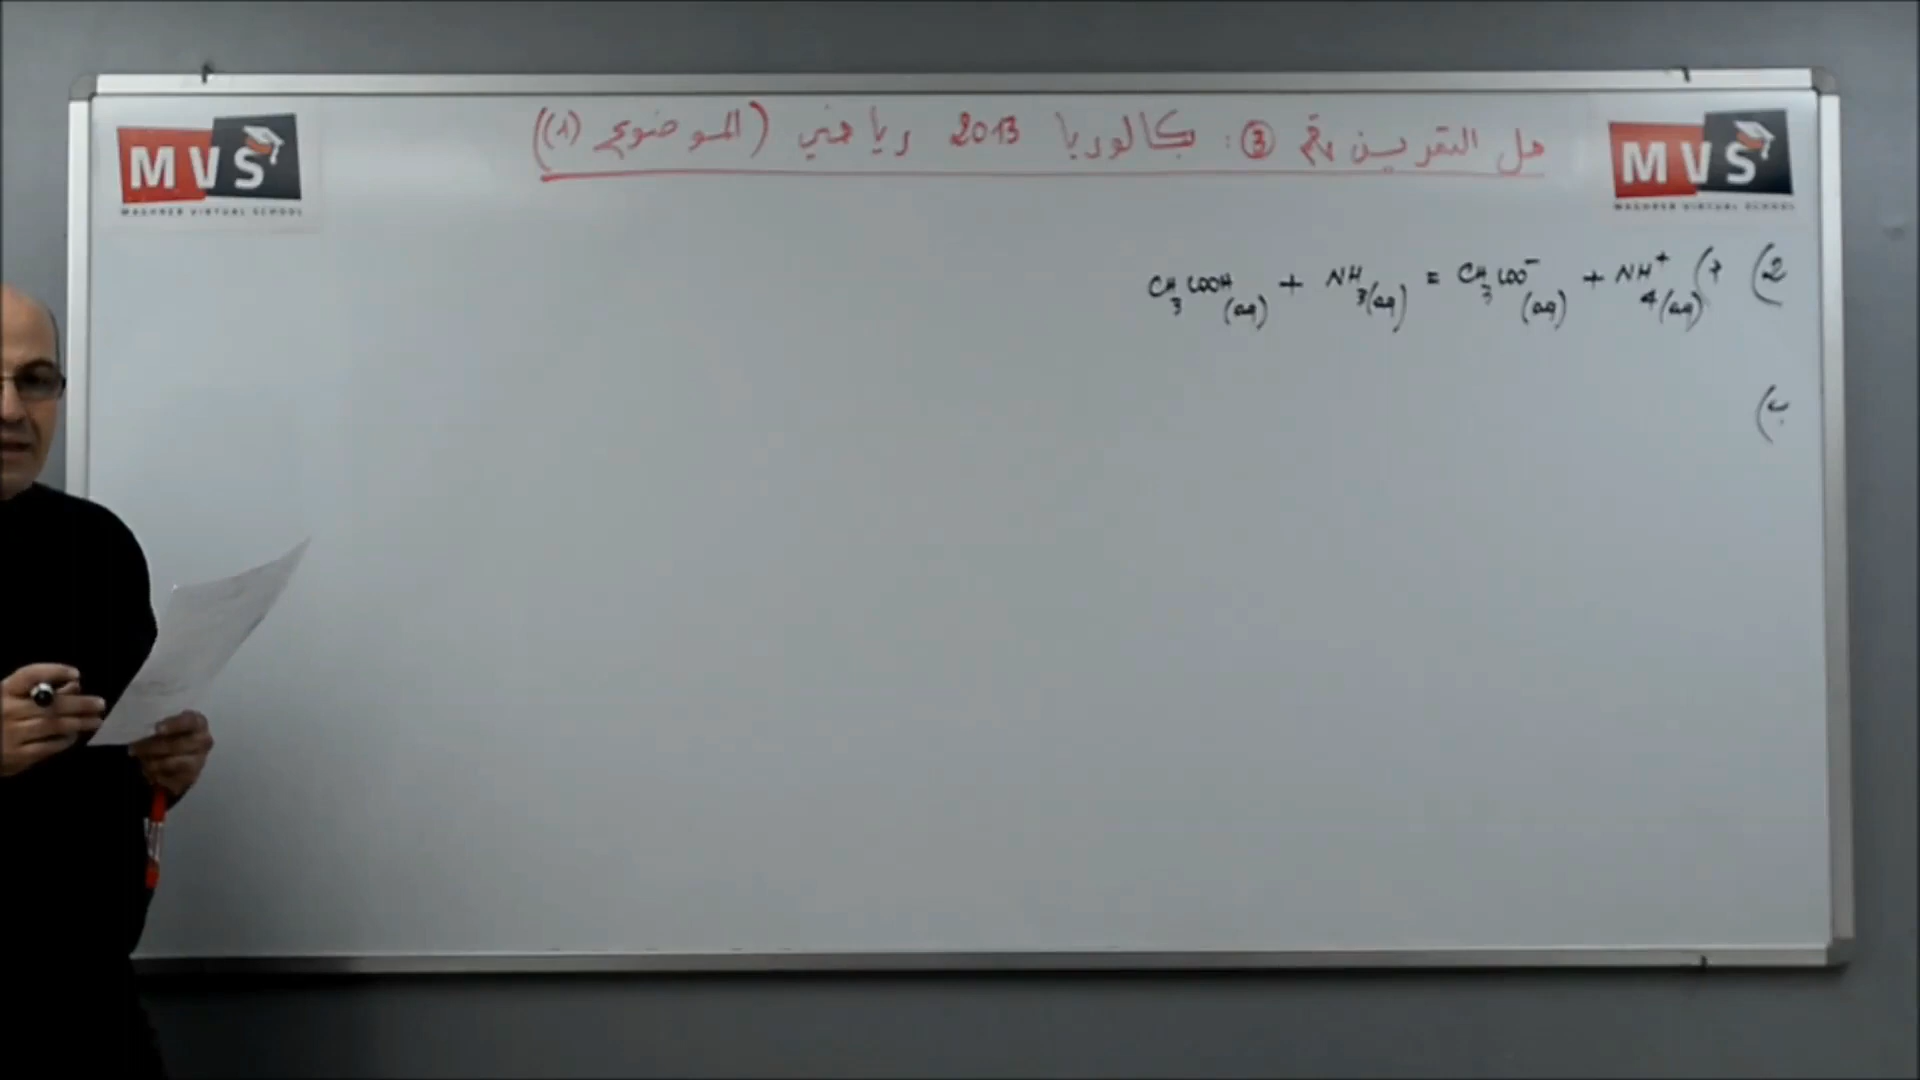 حل التمرين رقم ③: بكالوريا 2013 رياضي (الموضوع (1))
MVS
MAGHREB VIRTUAL SCHOOL
MVS
MAGHREB VIRTUAL SCHOOL
2) أ) CH3COOH(aq) + NH3(aq) = CH3COO-(aq) + NH4+(aq)
ب)